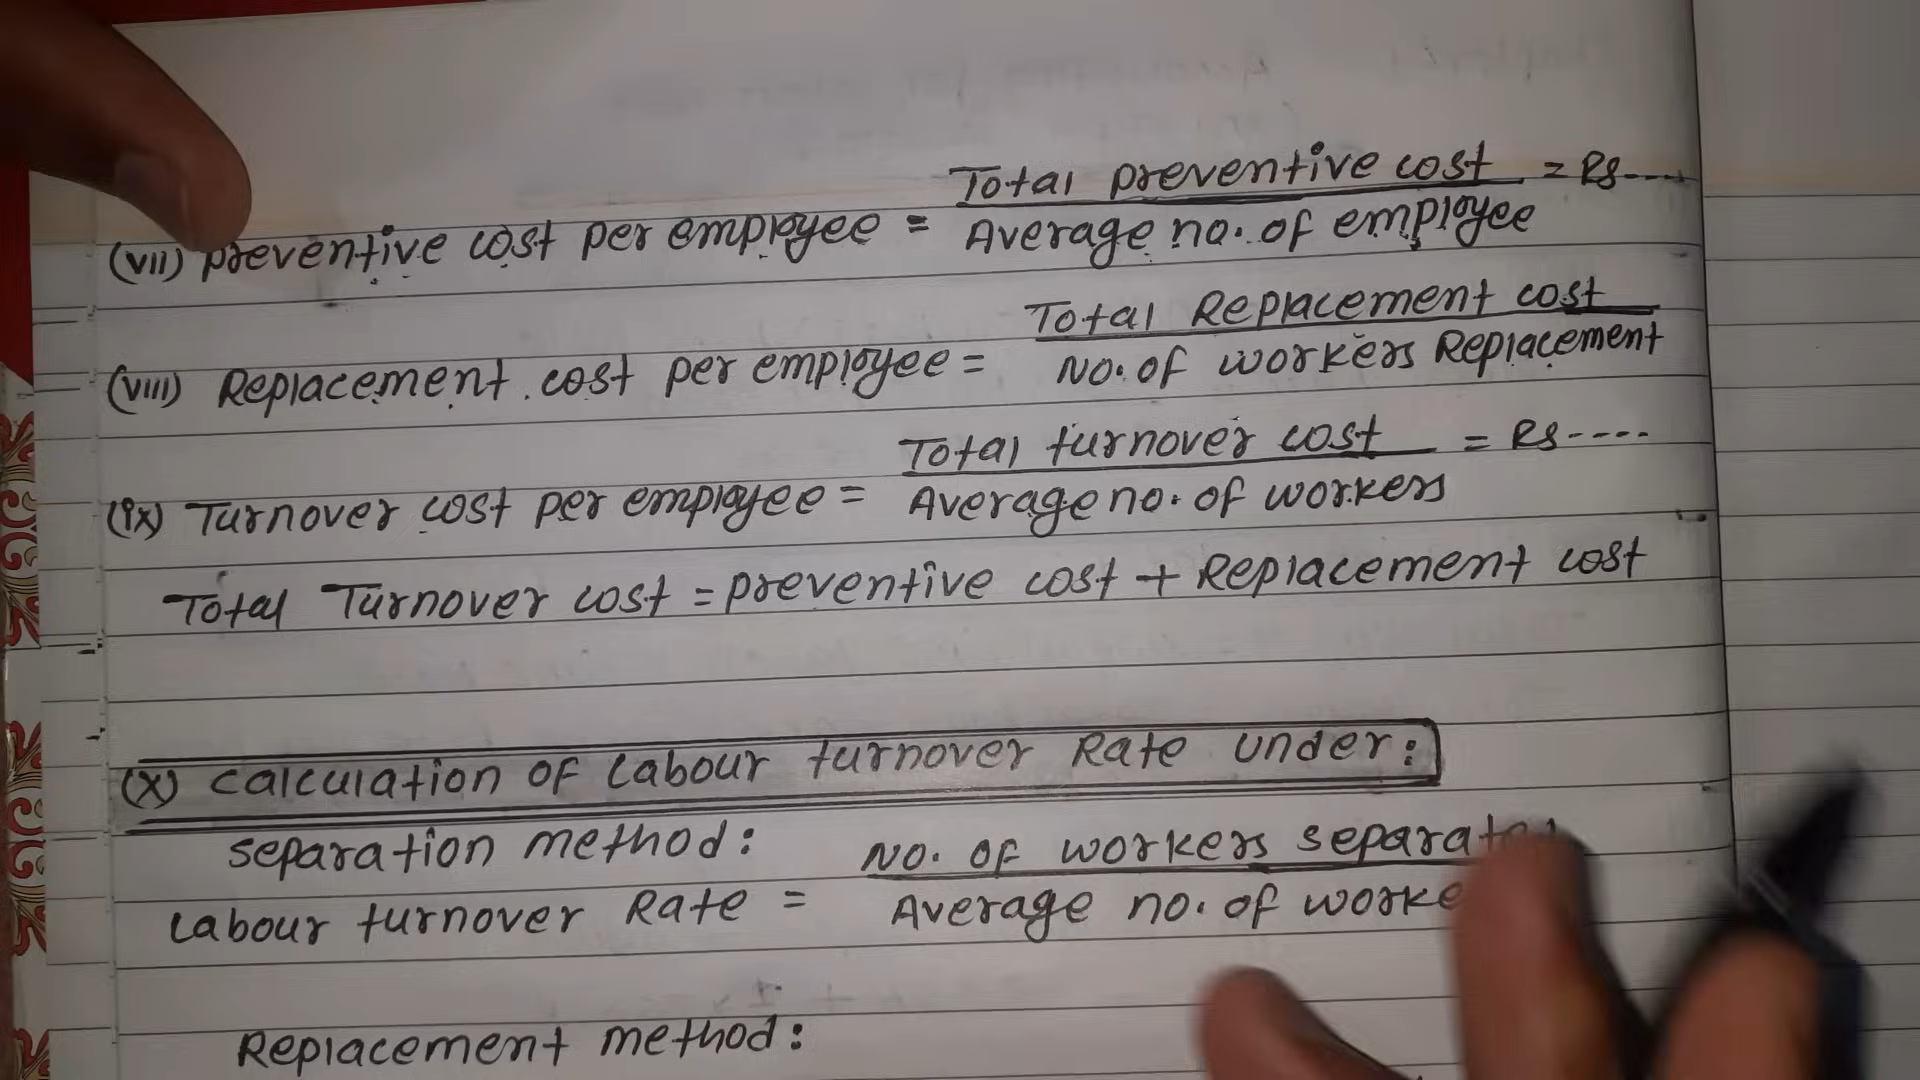 (vii) Preventive cost per employee = Total preventive cost / Average no. of employee = Rs----
(viii) Replacement cost per employee = Total Replacement cost / No. of workers Replacement
(ix) Turnover cost per employee = Total turnover cost / Average no. of workers = Rs----
Total Turnover cost = preventive cost + Replacement cost
(x) calculation of Labour turnover Rate under:
separation method:
Labour turnover Rate = No. of workers / Average no. of
Replacement method: